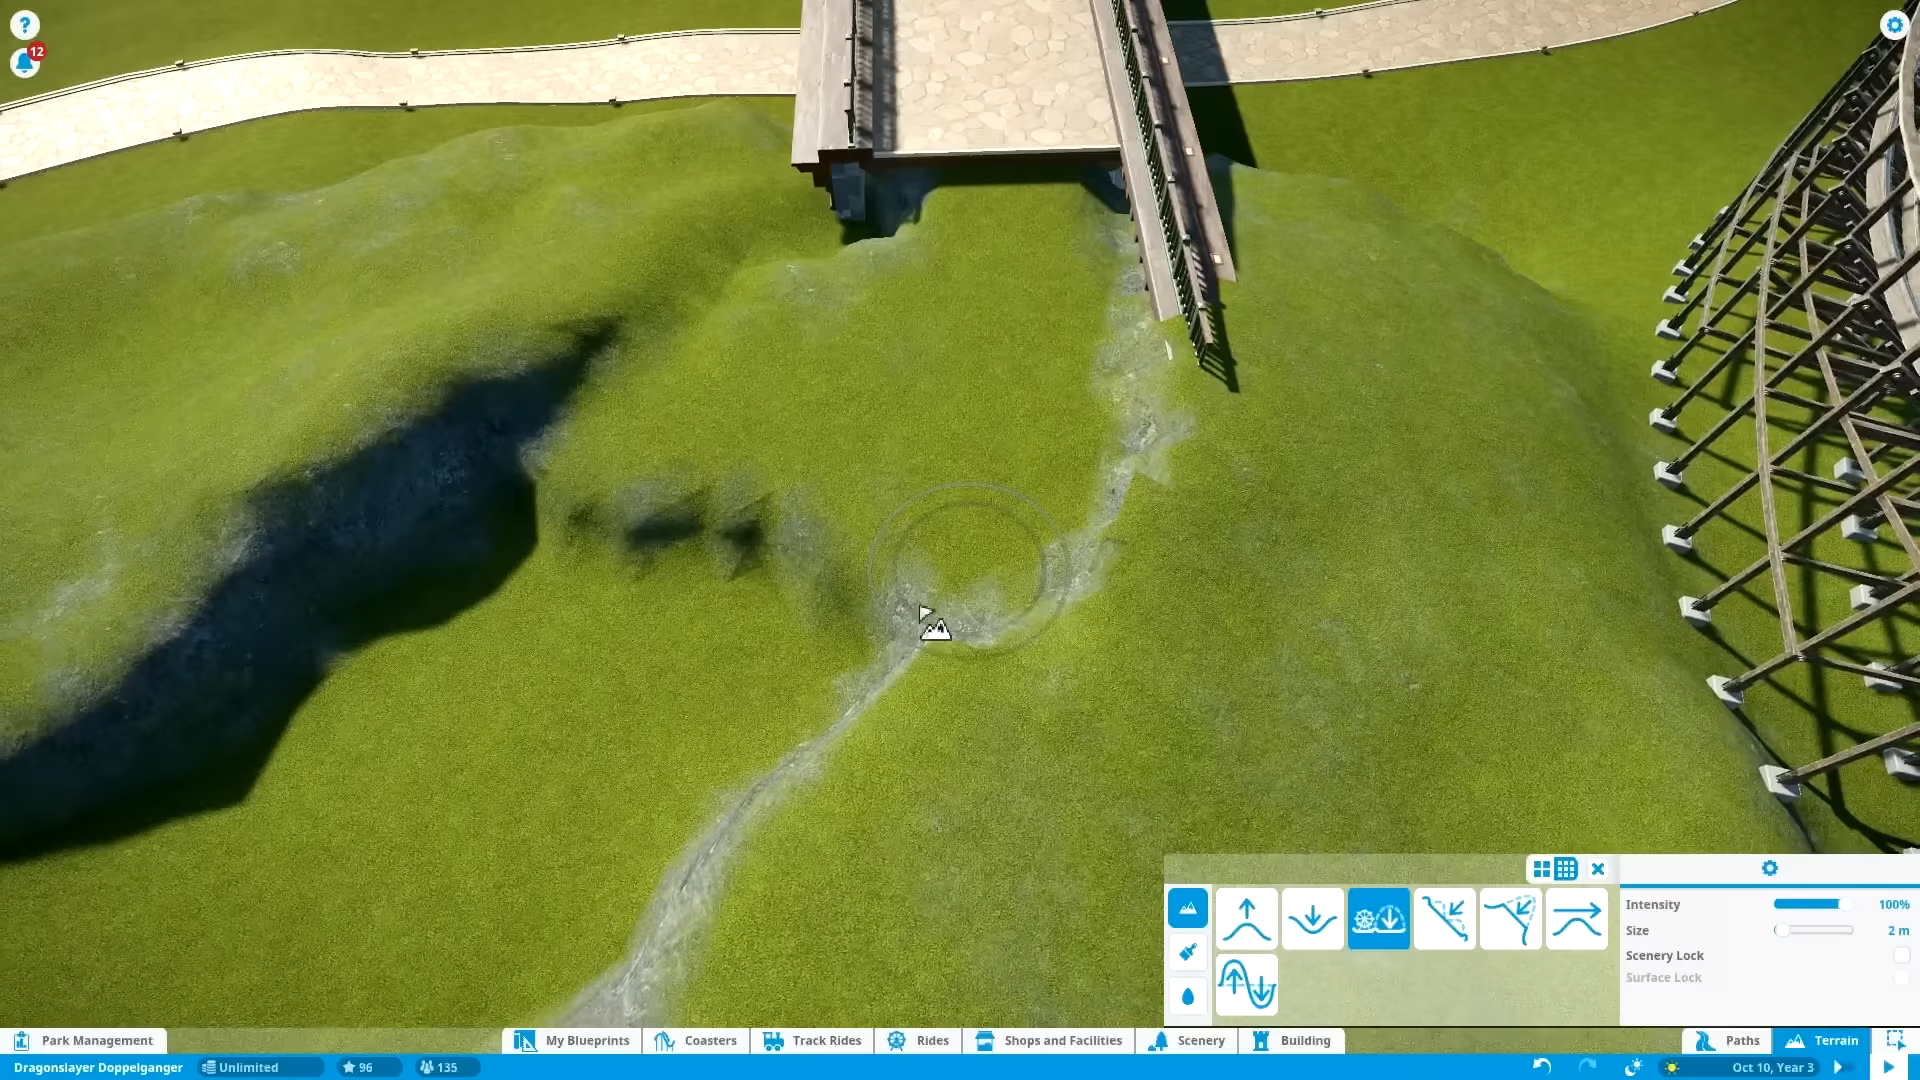 ?
12
Intensity 100%
Size 2 m
Scenery Lock
Surface Lock
Park Management
My Blueprints
Coasters
Track Rides
Rides
Shops and Facilities
Scenery
Building
Paths
Terrain
Dragonslayer Doppelganger
Unlimited
96
135
Oct 10, Year 3